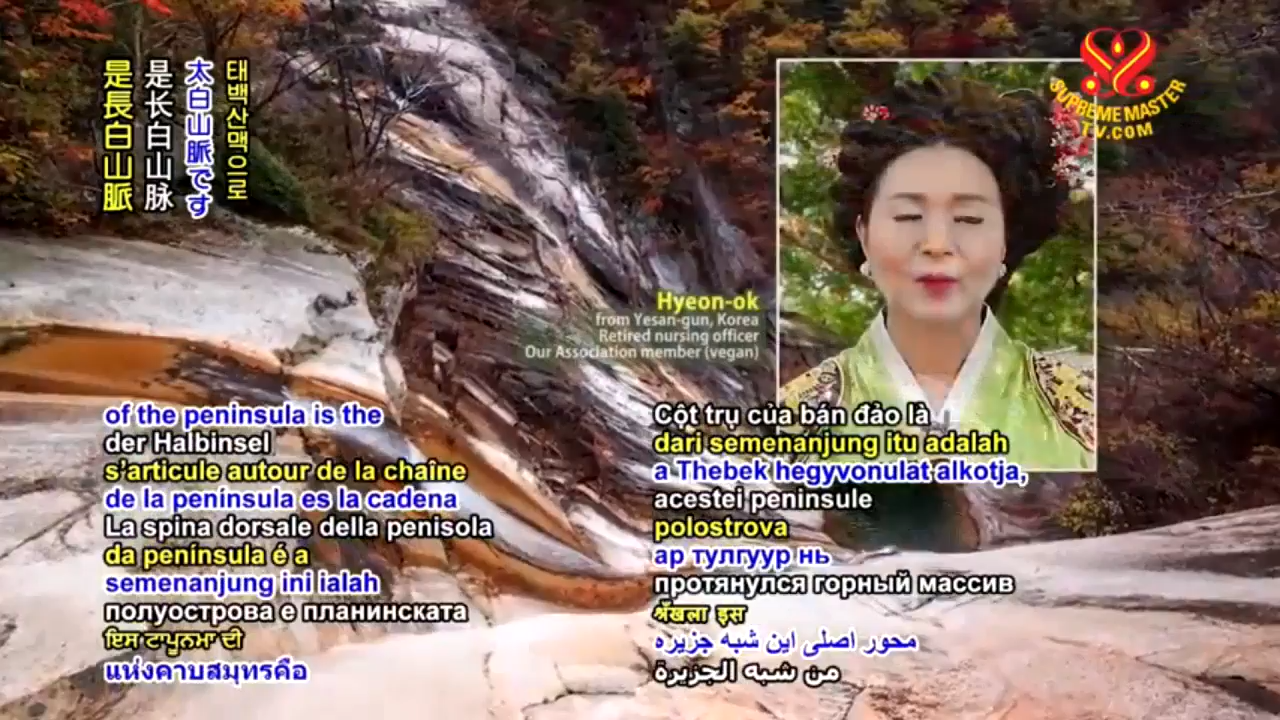 태백산맥으로
太白山脈です
是长白山脉
是長白山脈
SUPREME MASTER
TV.COM
Hyeon-ok
from Yesan-gun, Korea
Retired nursing officer
Our Association member (vegan)
of the peninsula is the
der Halbinsel
s'articule autour de la chaîne
de la península es la cadena
La spina dorsale della penisola
da península é a
semenanjung ini ialah
полуострова е планинската
ਇਸ ਟਾਪੂਨਮਾ ਦੀ
แห่งคาบสมุทรคือ
Cột trụ của bán đảo là
dari semenanjung itu adalah
a Thebek hegyvonulat alkotja,
acestei peninsule
polostrova
ар тулгуур нь
протянулся горный массив
श्रृँखला इस
محور اصلی این شبه جزیره
من شبه الجزيرة